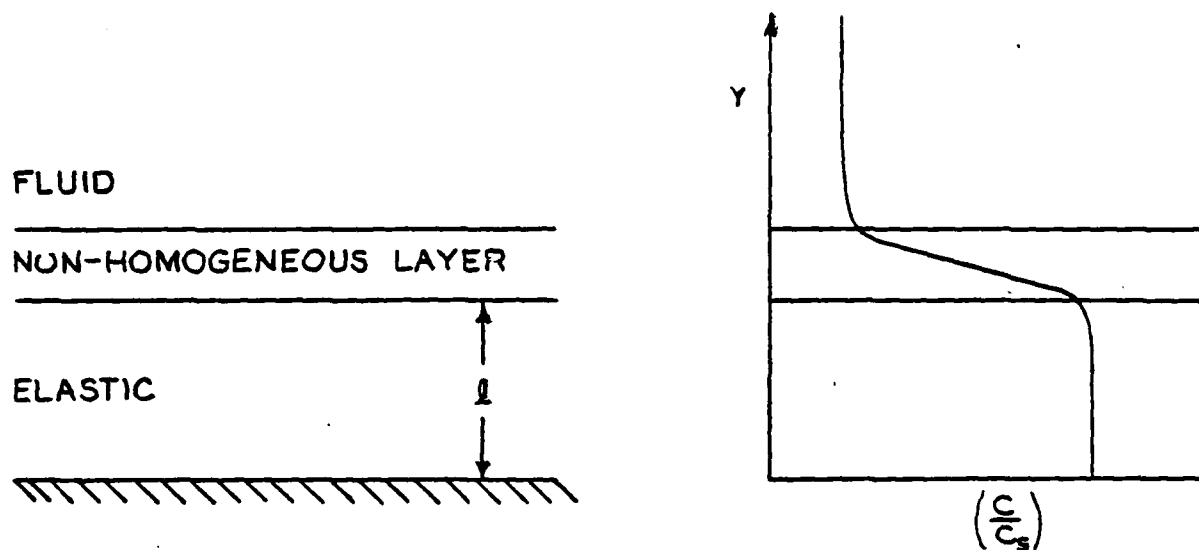 FLUID
NON-HOMOGENEOUS LAYER
ELASTIC
l
Y
(C/Cs)